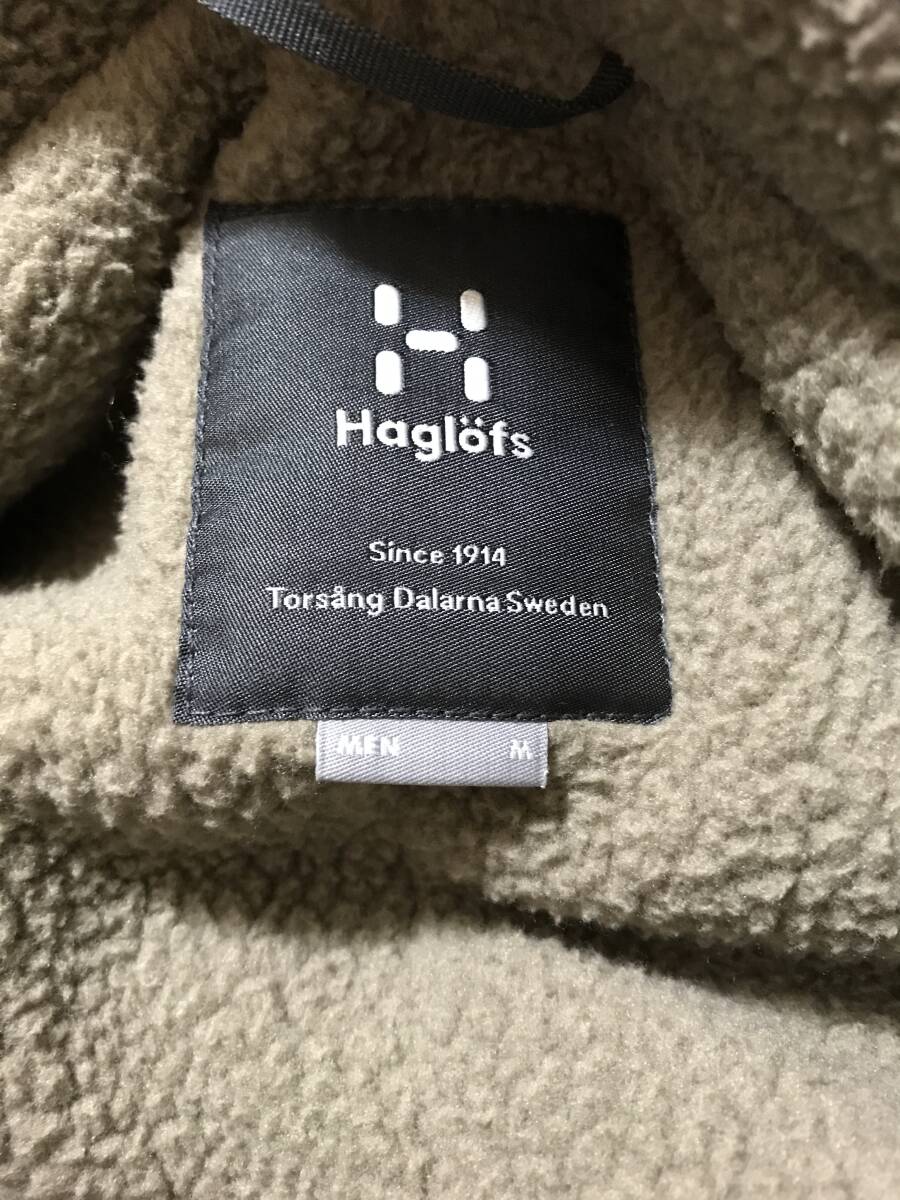 Haglöfs
Since 1914
Torsång Dalarna Sweden
MEN M